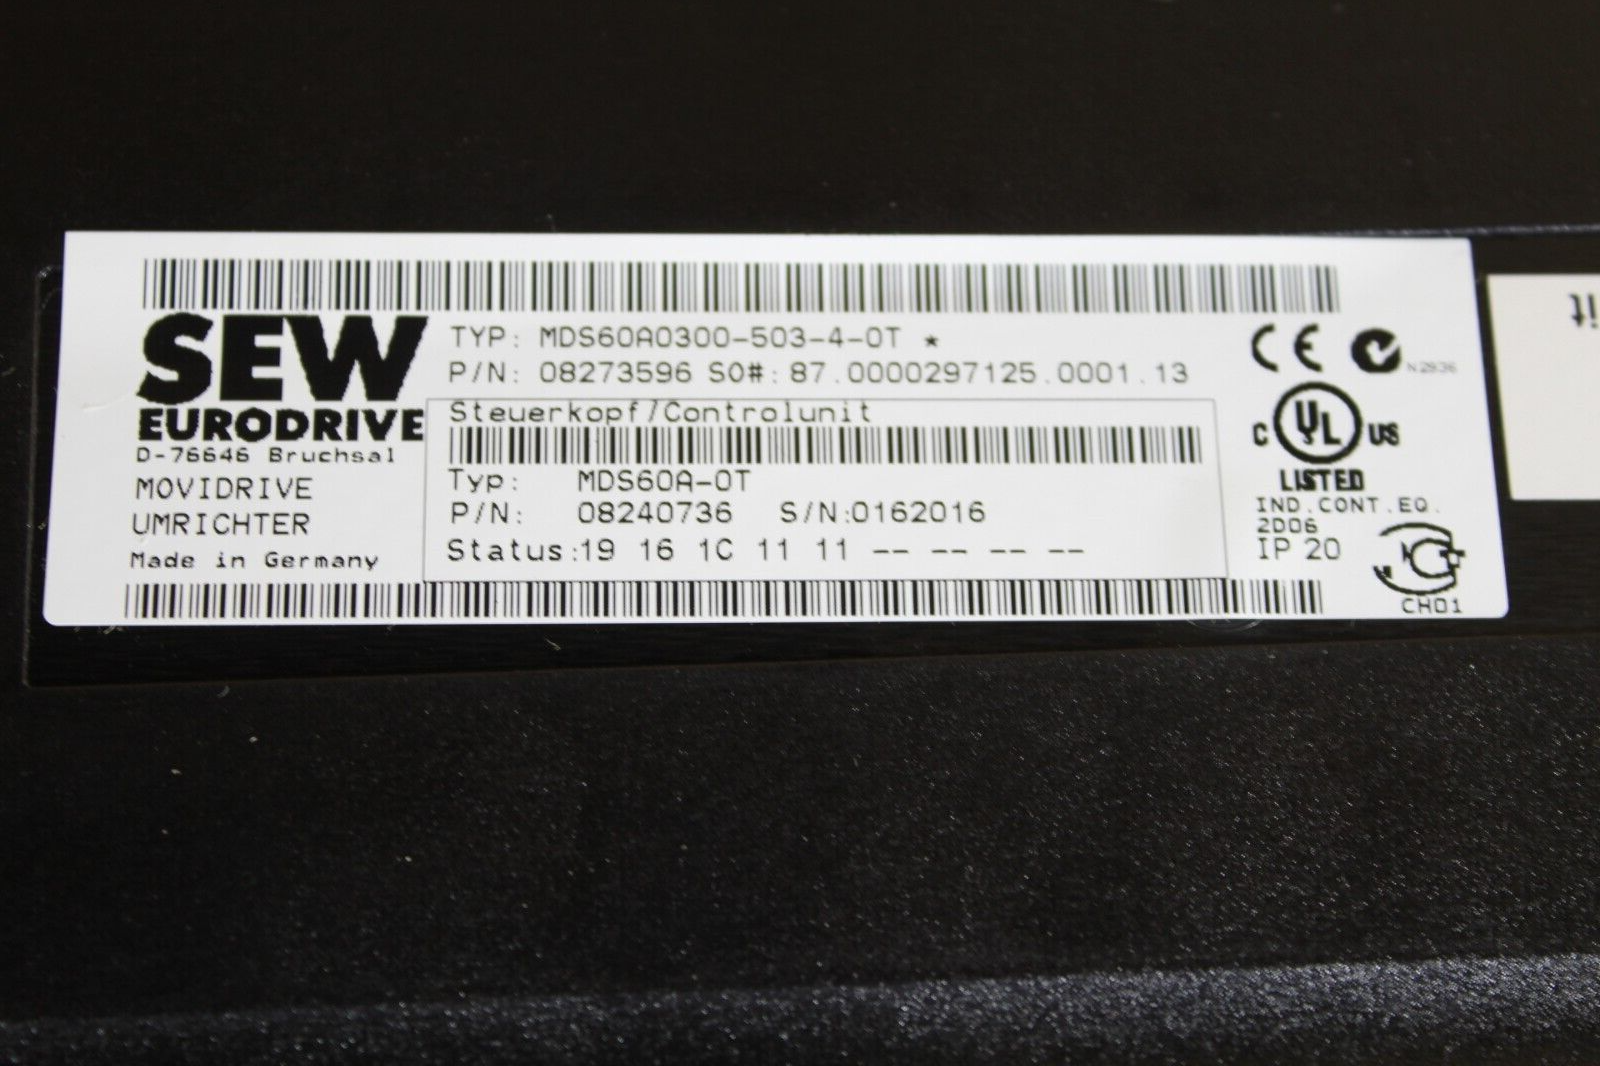 SEW
EURODRIVE
D-76646 Bruchsal
MOVIDRIVE
UMRICHTER
Made in Germany
TYP: MDS60A0300-503-4-0T *
P/N: 08273596 SO#: 87.0000297125.0001.13
Steuerkopf/Controlunit
Typ: MDS60A-0T
P/N: 08240736 S/N:0162016
Status:19 16 1C 11 11 -- -- -- --
CE
N2936
C UL US
LISTED
IND.CONT.EQ.
2D06
IP 20
CH01
it